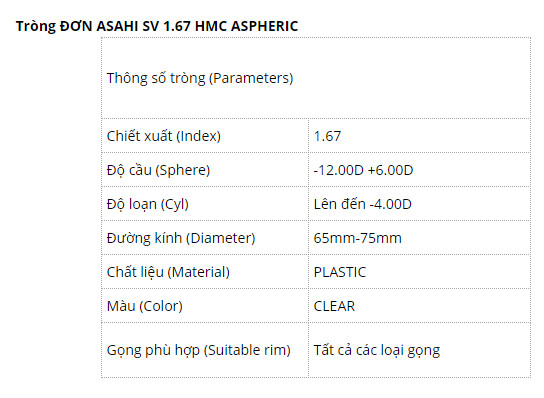 Tròng ĐƠN ASAHI SV 1.67 HMC ASPHERIC
Thông số tròng (Parameters)
Chiết xuất (Index) 1.67
Độ cầu (Sphere) -12.00D +6.00D
Độ loạn (Cyl) Lên đến -4.00D
Đường kính (Diameter) 65mm-75mm
Chất liệu (Material) PLASTIC
Màu (Color) CLEAR
Gọng phù hợp (Suitable rim) Tất cả các loại gọng